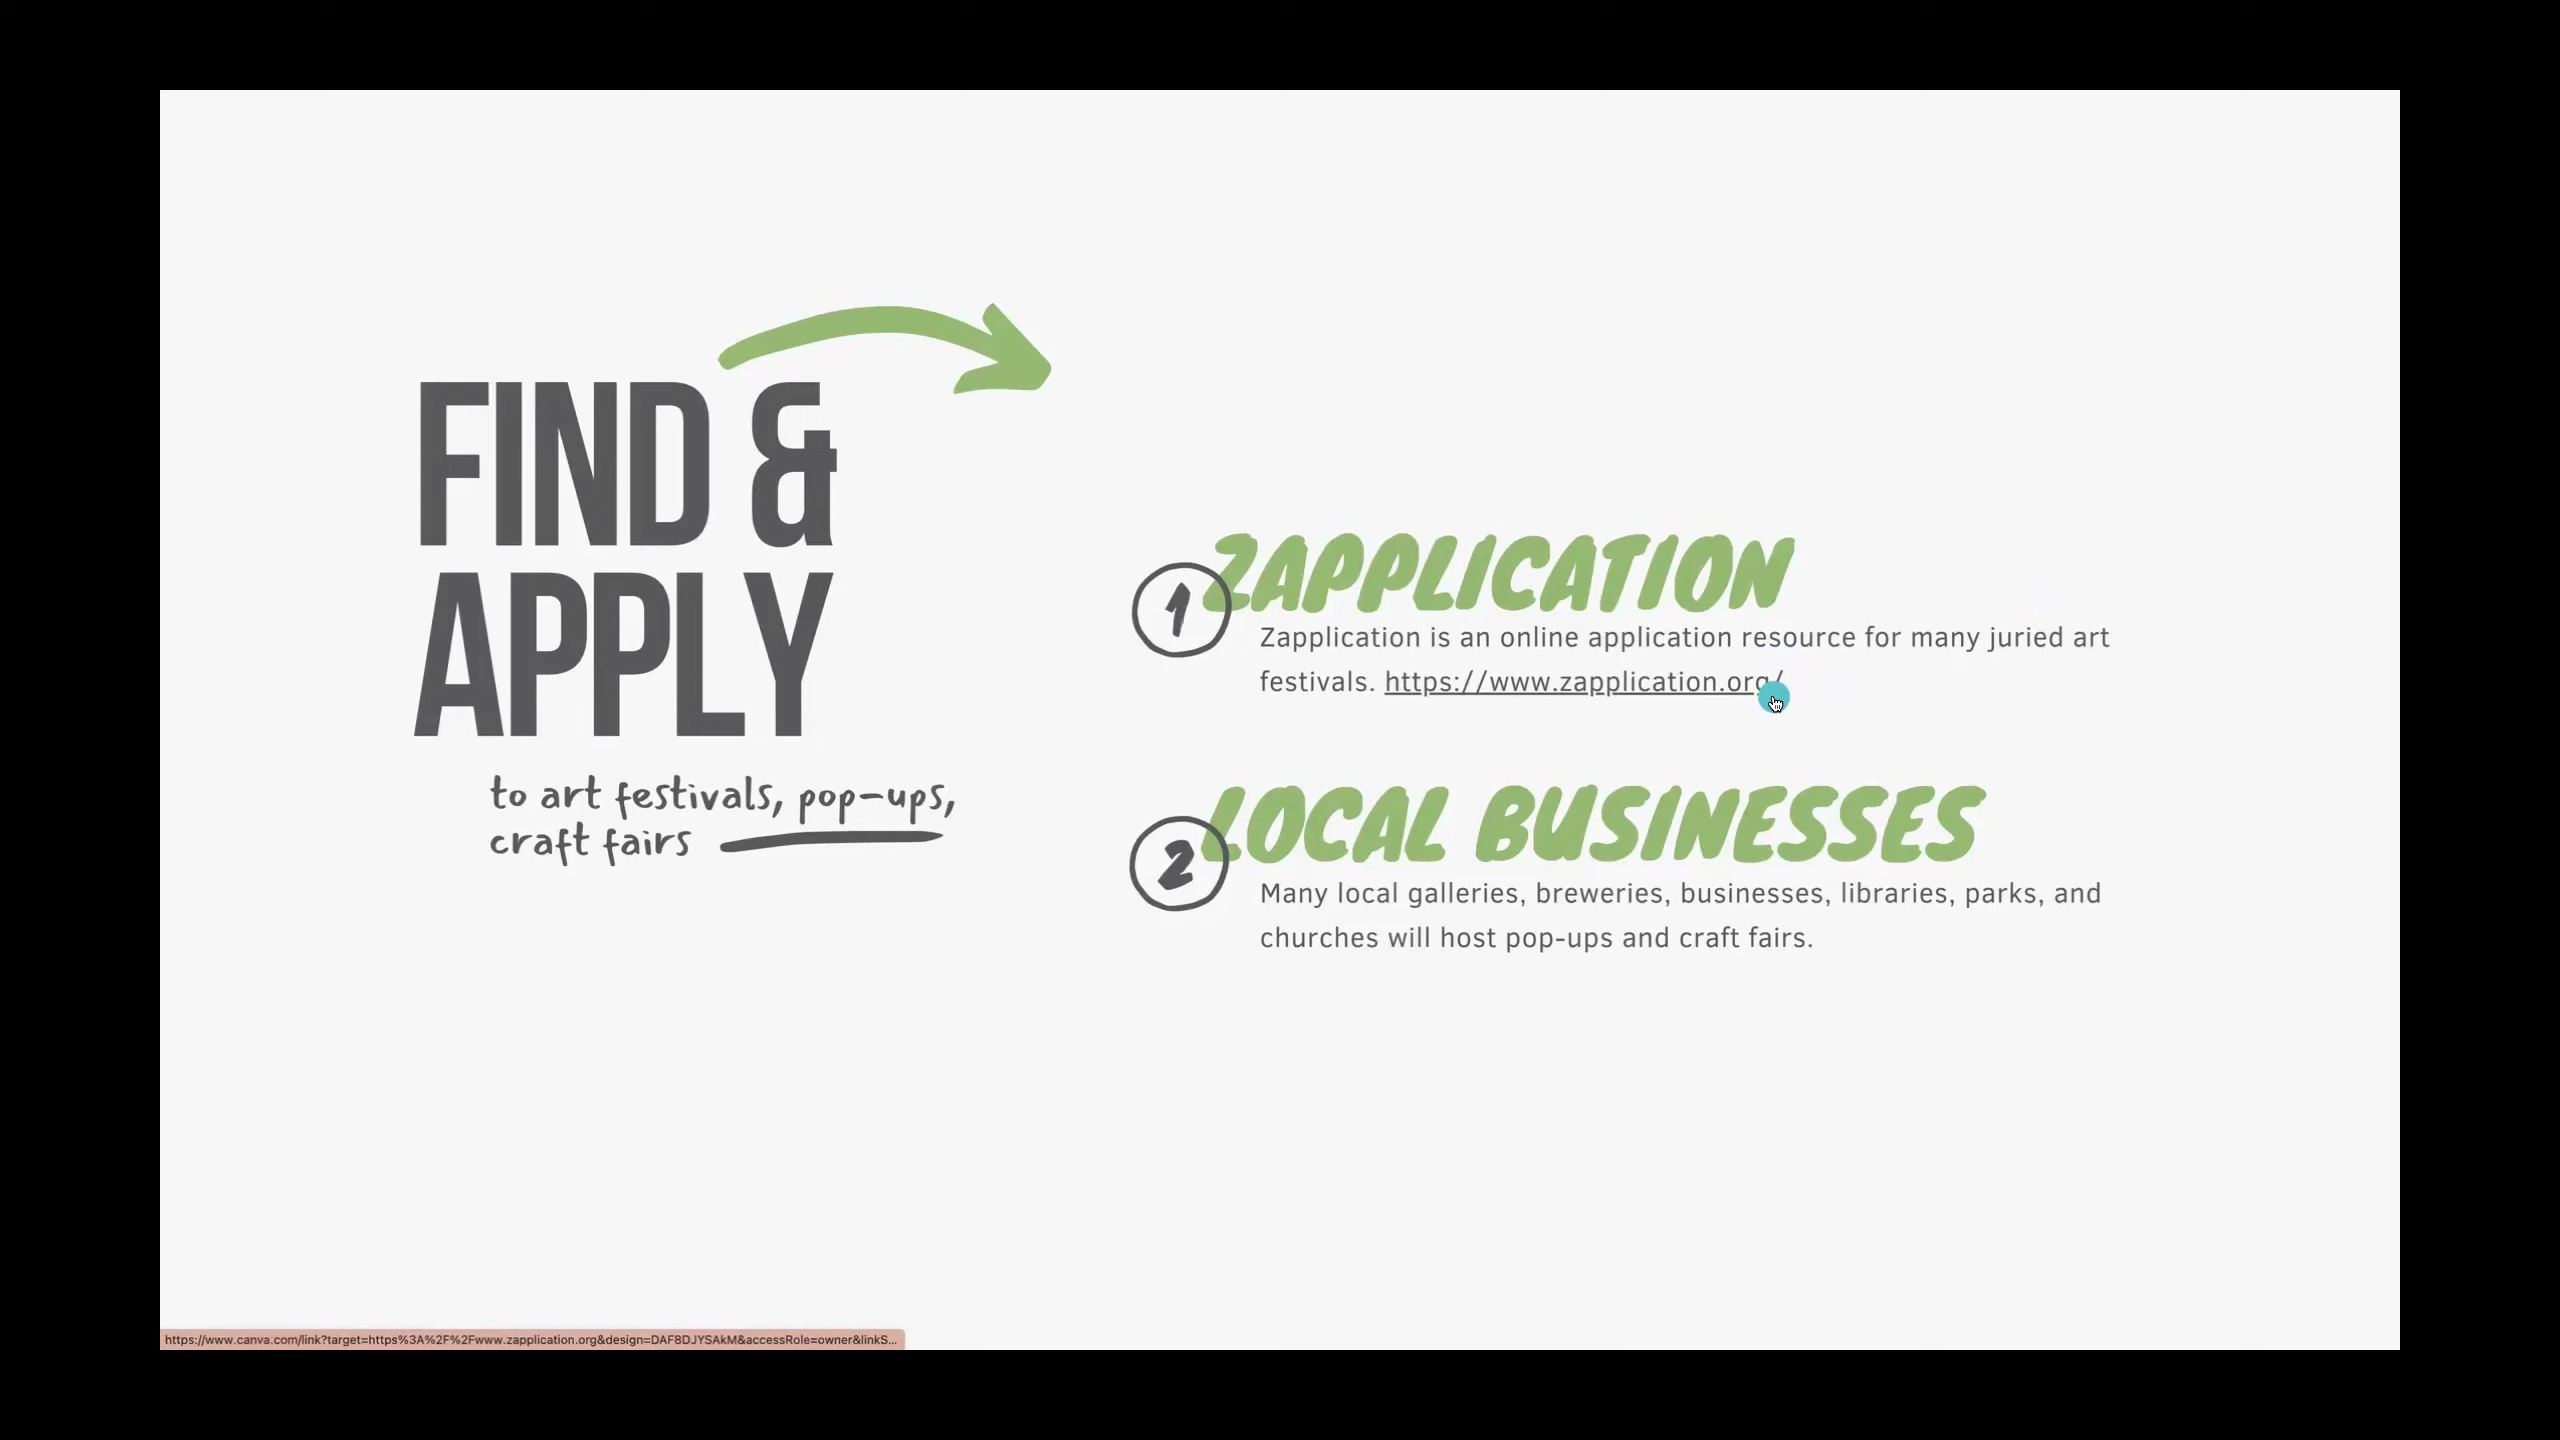 FIND &
APPLY
to art festivals, pop-ups,
craft fairs
1
ZAPPLICATION
Zapplication is an online application resource for many juried art
festivals. https://www.zapplication.org/
2
LOCAL BUSINESSES
Many local galleries, breweries, businesses, libraries, parks, and
churches will host pop-ups and craft fairs.
https://www.canva.com/link?target=https%3A%2F%2Fwww.zapplication.org&design=DAF8DJYSAkM&accessRole=owner&linkS...